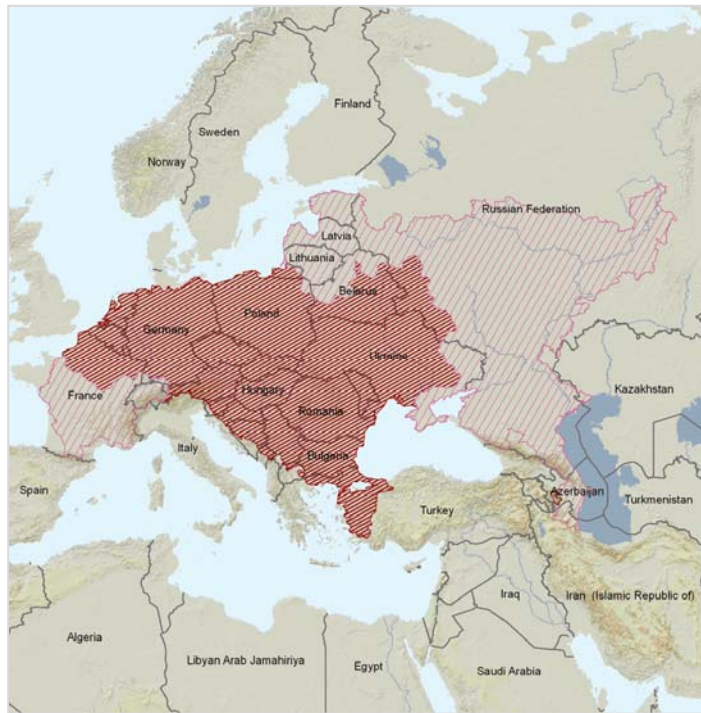 Finland
Sweden
Norway
Russian Federation
Latvia
Lithuania
Belarus
Poland
Germany
Ukraine
Kazakhstan
Hungary
France
Romania
Italy
Bulgaria
Spain
Azerbaijan
Turkmenistan
Turkey
Iraq
Iran (Islamic Republic of)
Algeria
Libyan Arab Jamahiriya
Egypt
Saudi Arabia